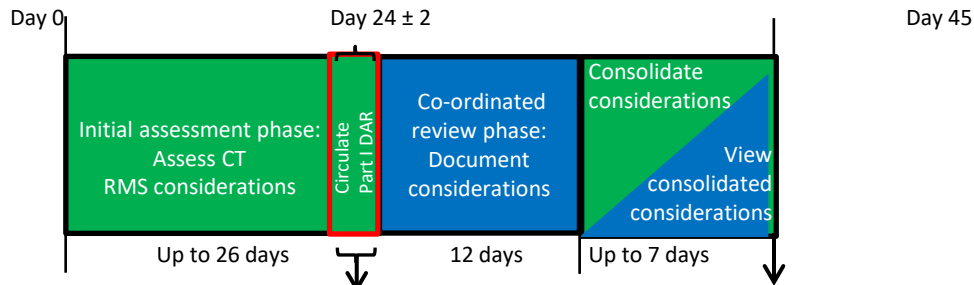 Day 0
Day 24 ± 2
Day 45
Initial assessment phase:
Assess CT
RMS considerations
Circulate
Part I DAR
Co-ordinated
review phase:
Document
considerations
Consolidate
considerations
View
consolidated
considerations
Up to 26 days
12 days
Up to 7 days